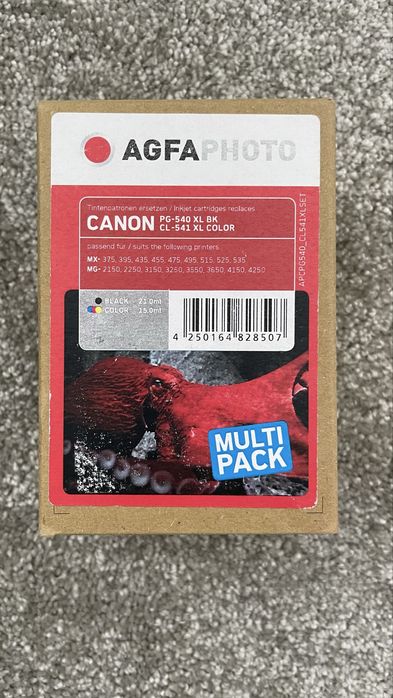 AGFAPHOTO
Tintenpatronen ersetzen / Inkjet cartridges replaces
CANON PG-540 XL BK
CL-541 XL COLOR
passend für / suits the following printers
MX- 375, 395, 435, 455, 475, 495, 515, 525, 535
MG- 2150, 2250, 3150, 3250, 3550, 3650, 4150, 4250
APCPG540_CL541XLSET
BLACK 21.0ml
COLOR 15.0ml
4 250164 828507
MULTI
PACK